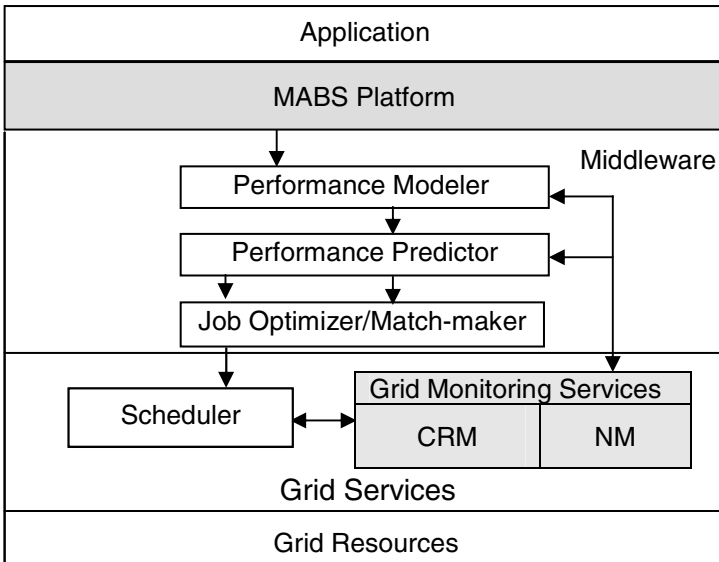 Application
MABS Platform
Middleware
Performance Modeler
Performance Predictor
Job Optimizer/Match-maker
Grid Monitoring Services
Scheduler
CRM
NM
Grid Services
Grid Resources